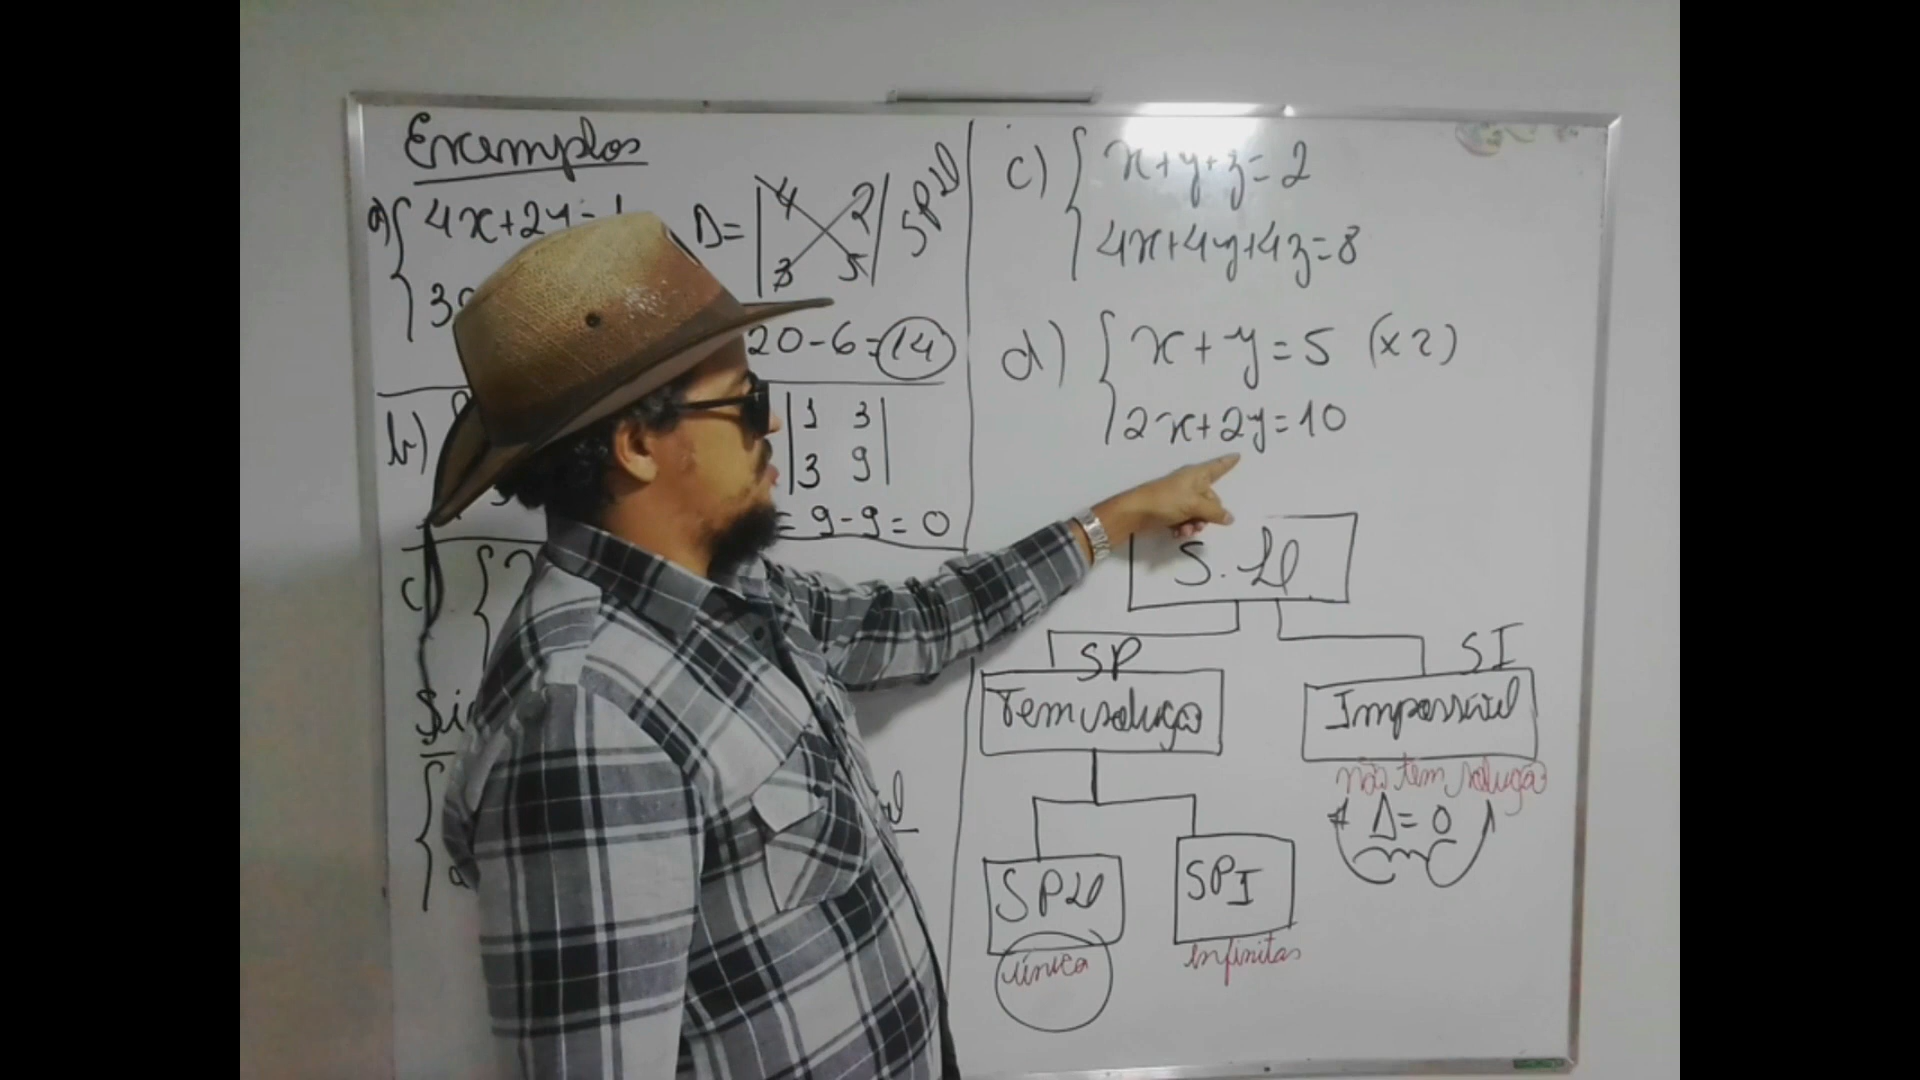 Exemplos
a) 4x+2y=1
3
D= |4 2|
|3 5|
SPD
20-6=14
b)
|1 3|
|3 9|
=9-9=0
c)
c) x+y+z=2
4x+4y+4z=8
d) x+y=5 (x2)
2x+2y=10
S.L
SP
Tem solução
SI
Impossível
não tem solução
Δ=0
SPD
única
SPI
infinitas